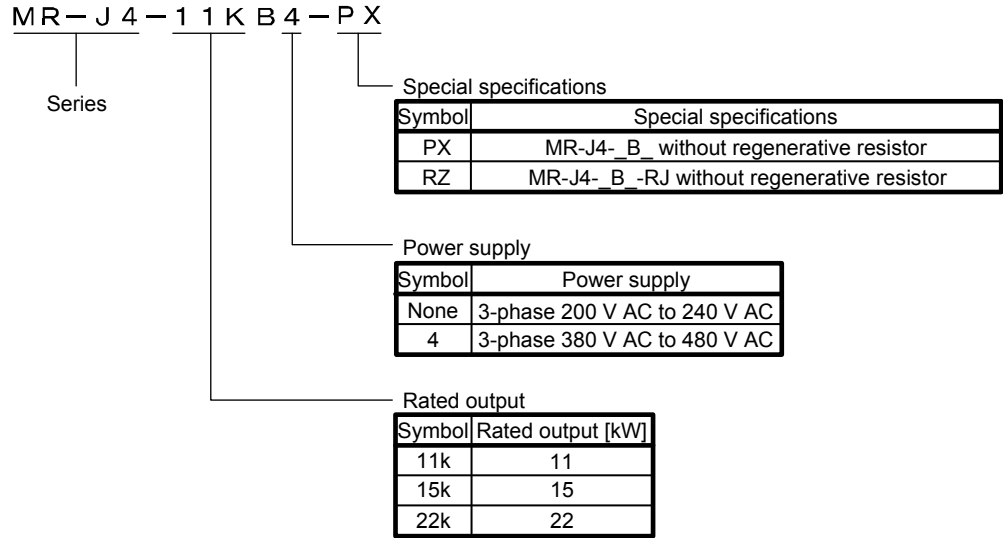 MR-J4-11KB4-PX
Series
Special specifications
Symbol Special specifications
PX MR-J4-_B_ without regenerative resistor
RZ MR-J4-_B_-RJ without regenerative resistor
Power supply
Symbol Power supply
None 3-phase 200 V AC to 240 V AC
4 3-phase 380 V AC to 480 V AC
Rated output
Symbol Rated output [kW]
11k 11
15k 15
22k 22